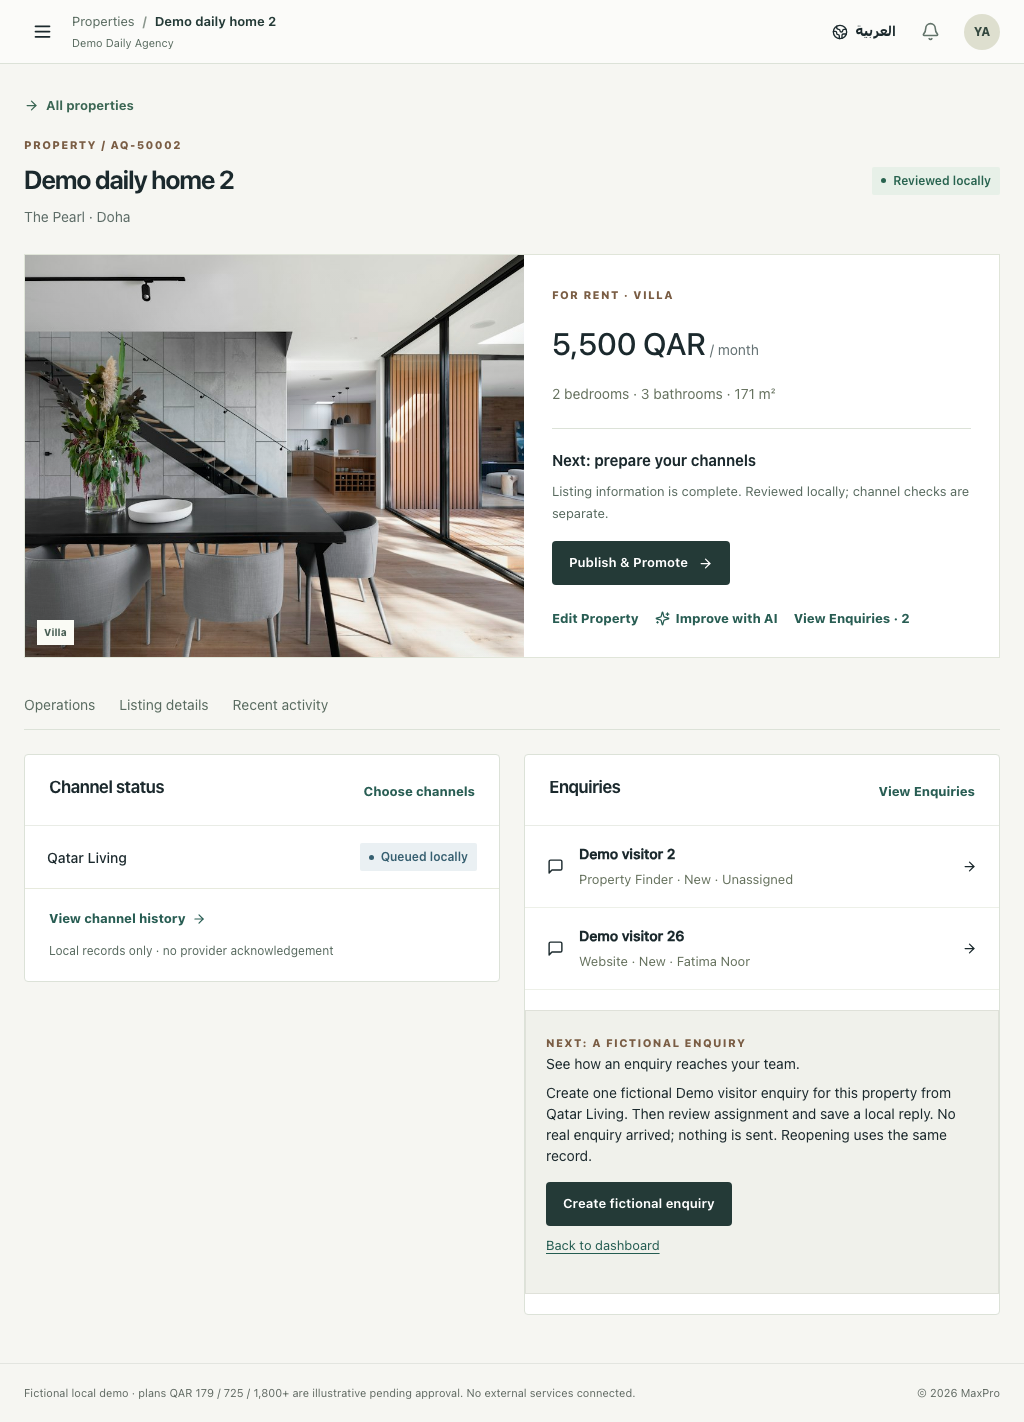 Properties / Demo daily home 2
Demo Daily Agency
العربية
YA
All properties
PROPERTY / AQ-50002
Demo daily home 2
Reviewed locally
The Pearl · Doha
Villa
FOR RENT · VILLA
5,500 QAR / month
2 bedrooms · 3 bathrooms · 171 m²
Next: prepare your channels
Listing information is complete. Reviewed locally; channel checks are
separate.
Publish & Promote
Edit Property
Improve with AI
View Enquiries · 2
Operations
Listing details
Recent activity
Channel status
Choose channels
Qatar Living
Queued locally
View channel history
Local records only · no provider acknowledgement
Enquiries
View Enquiries
Demo visitor 2
Property Finder · New · Unassigned
Demo visitor 26
Website · New · Fatima Noor
NEXT: A FICTIONAL ENQUIRY
See how an enquiry reaches your team.
Create one fictional Demo visitor enquiry for this property from
Qatar Living. Then review assignment and save a local reply. No
real enquiry arrived; nothing is sent. Reopening uses the same
record.
Create fictional enquiry
Back to dashboard
Fictional local demo · plans QAR 179 / 725 / 1,800+ are illustrative pending approval. No external services connected.
© 2026 MaxPro